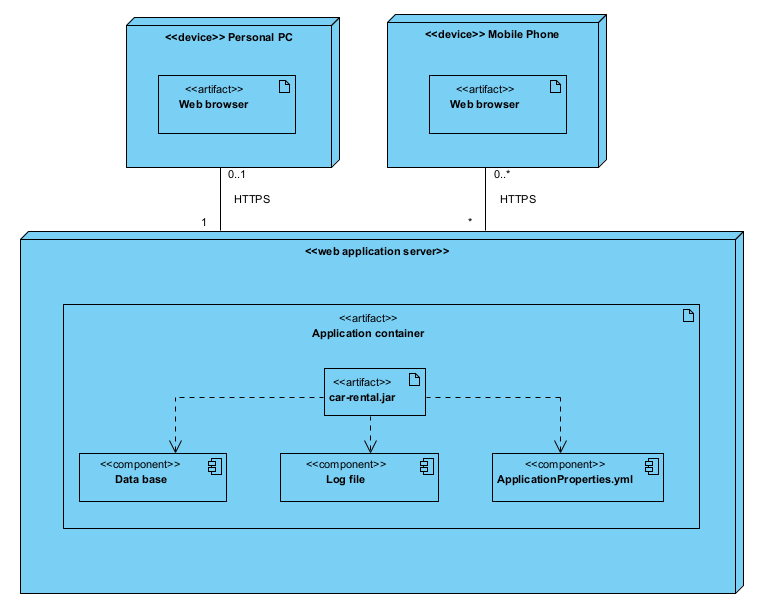 <<device>> Personal PC
<<artifact>>
Web browser
<<device>> Mobile Phone
<<artifact>>
Web browser
0..1
HTTPS
1
0..*
HTTPS
*
<<web application server>>
<<artifact>>
Application container
<<artifact>>
car-rental.jar
<<component>>
Data base
<<component>>
Log file
<<component>>
ApplicationProperties.yml